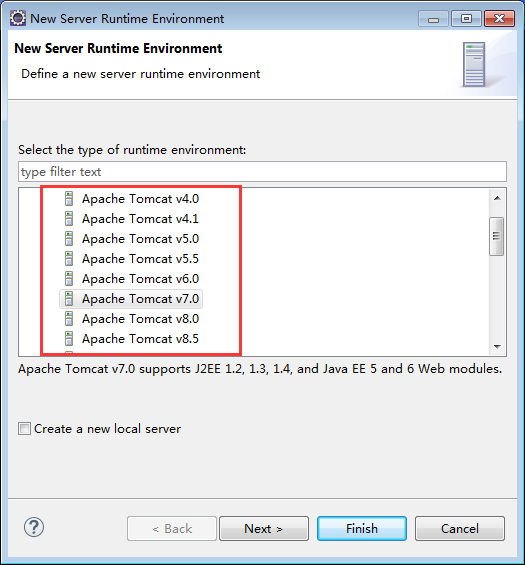 New Server Runtime Environment
New Server Runtime Environment
Define a new server runtime environment
Select the type of runtime environment:
type filter text
Apache Tomcat v4.0
Apache Tomcat v4.1
Apache Tomcat v5.0
Apache Tomcat v5.5
Apache Tomcat v6.0
Apache Tomcat v7.0
Apache Tomcat v8.0
Apache Tomcat v8.5
Apache Tomcat v7.0 supports J2EE 1.2, 1.3, 1.4, and Java EE 5 and 6 Web modules.
Create a new local server
? < Back Next > Finish Cancel